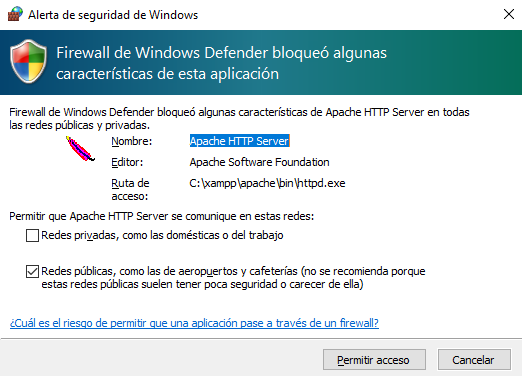 Alerta de seguridad de Windows
Firewall de Windows Defender bloqueó algunas
características de esta aplicación
Firewall de Windows Defender bloqueó algunas características de Apache HTTP Server en todas
las redes públicas y privadas.
Nombre: Apache HTTP Server
Editor: Apache Software Foundation
Ruta de C:\xampp\apache\bin\httpd.exe
acceso:
Permitir que Apache HTTP Server se comunique en estas redes:
Redes privadas, como las domésticas o del trabajo
Redes públicas, como las de aeropuertos y cafeterías (no se recomienda porque
estas redes públicas suelen tener poca seguridad o carecer de ella)
¿Cuál es el riesgo de permitir que una aplicación pase a través de un firewall?
Permitir acceso Cancelar